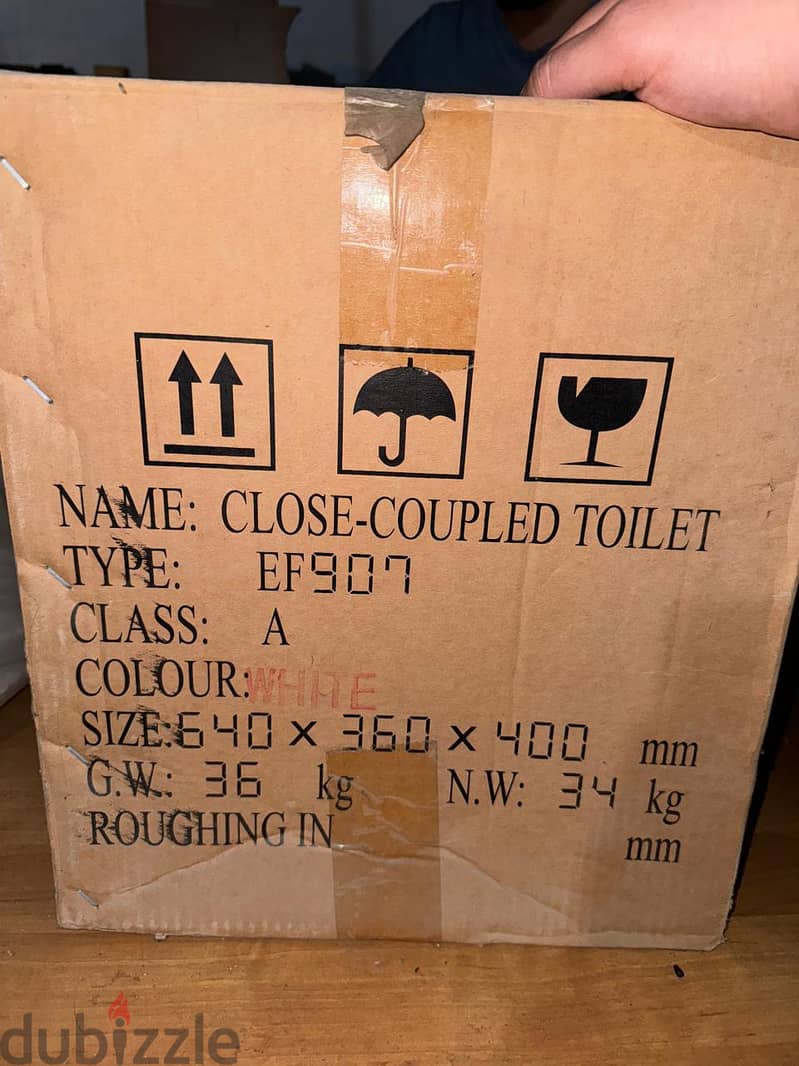 NAME: CLOSE-COUPLED TOILET
TYPE: EF907
CLASS: A
COLOUR: WHITE
SIZE: 640 x 360 x 400 mm
G.W.: 36 kg N.W: 34 kg
ROUGHING IN mm
dubizzle